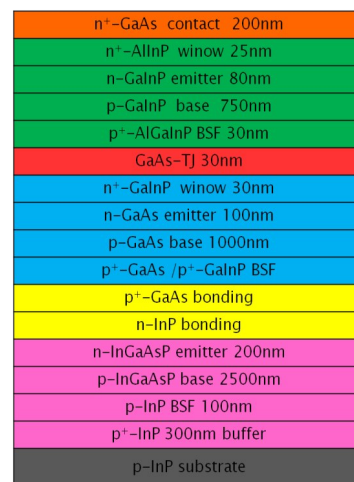 n⁺-GaAs contact 200nm
n⁺-AlInP winow 25nm
n-GaInP emitter 80nm
p-GaInP base 750nm
p⁺-AlGaInP BSF 30nm
GaAs-TJ 30nm
n⁺-GaInP winow 30nm
n-GaAs emitter 100nm
p-GaAs base 1000nm
p⁺-GaAs /p⁺-GaInP BSF
p⁺-GaAs bonding
n-InP bonding
n-InGaAsP emitter 200nm
p-InGaAsP base 2500nm
p-InP BSF 100nm
p⁺-InP 300nm buffer
p-InP substrate